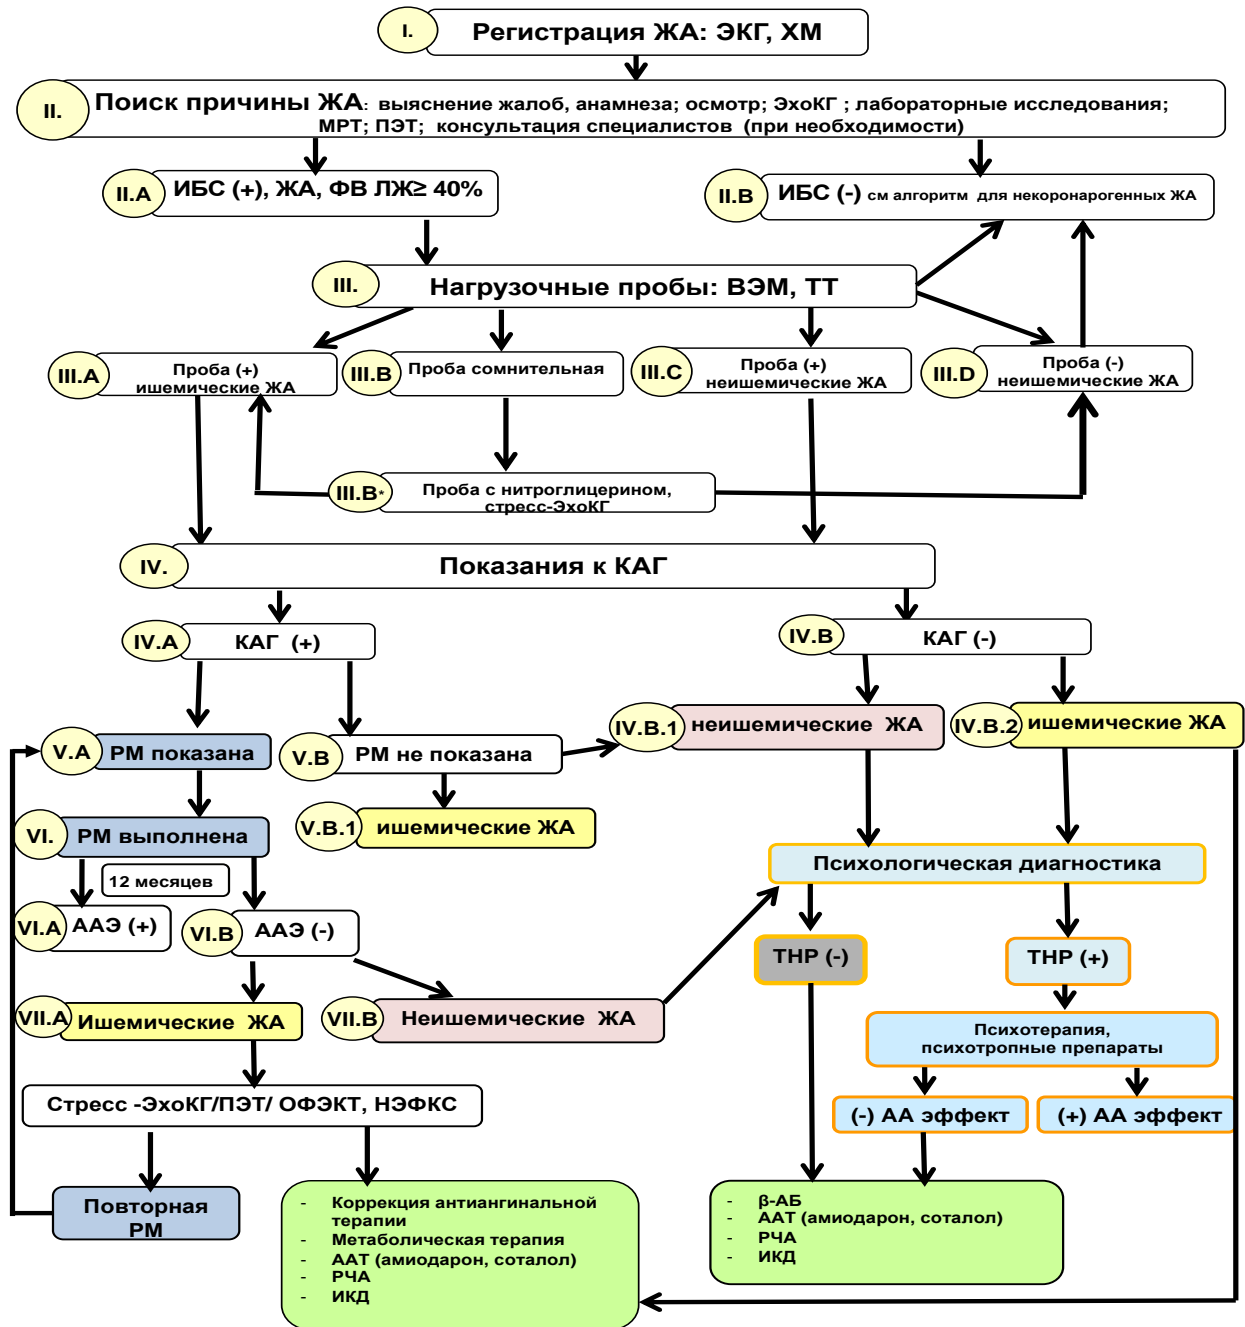 I.
Регистрация ЖА: ЭКГ, ХМ
II.
Поиск причины ЖА: выяснение жалоб, анамнеза; осмотр; ЭхоКГ ; лабораторные исследования;
МРТ; ПЭТ; консультация специалистов (при необходимости)
II.A
ИБС (+), ЖА, ФВ ЛЖ≥ 40%
II.B
ИБС (-) см алгоритм для некоронарогенных ЖА
III.
Нагрузочные пробы: ВЭМ, ТТ
III.A
Проба (+)
ишемические ЖА
III.B
Проба сомнительная
III.C
Проба (+)
неишемические ЖА
III.D
Проба (-)
неишемические ЖА
III.B*
Проба с нитроглицерином,
стресс-ЭхоКГ
IV.
Показания к КАГ
IV.A
КАГ (+)
IV.B
КАГ (-)
V.A
РМ показана
V.B
РМ не показана
IV.B.1
неишемические ЖА
IV.B.2
ишемические ЖА
VI.
РМ выполнена
V.B.1
ишемические ЖА
12 месяцев
Психологическая диагностика
VI.A
ААЭ (+)
VI.B
ААЭ (-)
ТНР (-)
ТНР (+)
VII.A
Ишемические ЖА
VII.B
Неишемические ЖА
Психотерапия,
психотропные препараты
Стресс -ЭхоКГ/ПЭТ/ ОФЭКТ, НЭФКС
(-) АА эффект
(+) АА эффект
Повторная
РМ
- Коррекция антиангинальной
терапии
- Метаболическая терапия
- ААТ (амиодарон, соталол)
- РЧА
- ИКД
- β-АБ
- ААТ (амиодарон, соталол)
- РЧА
- ИКД